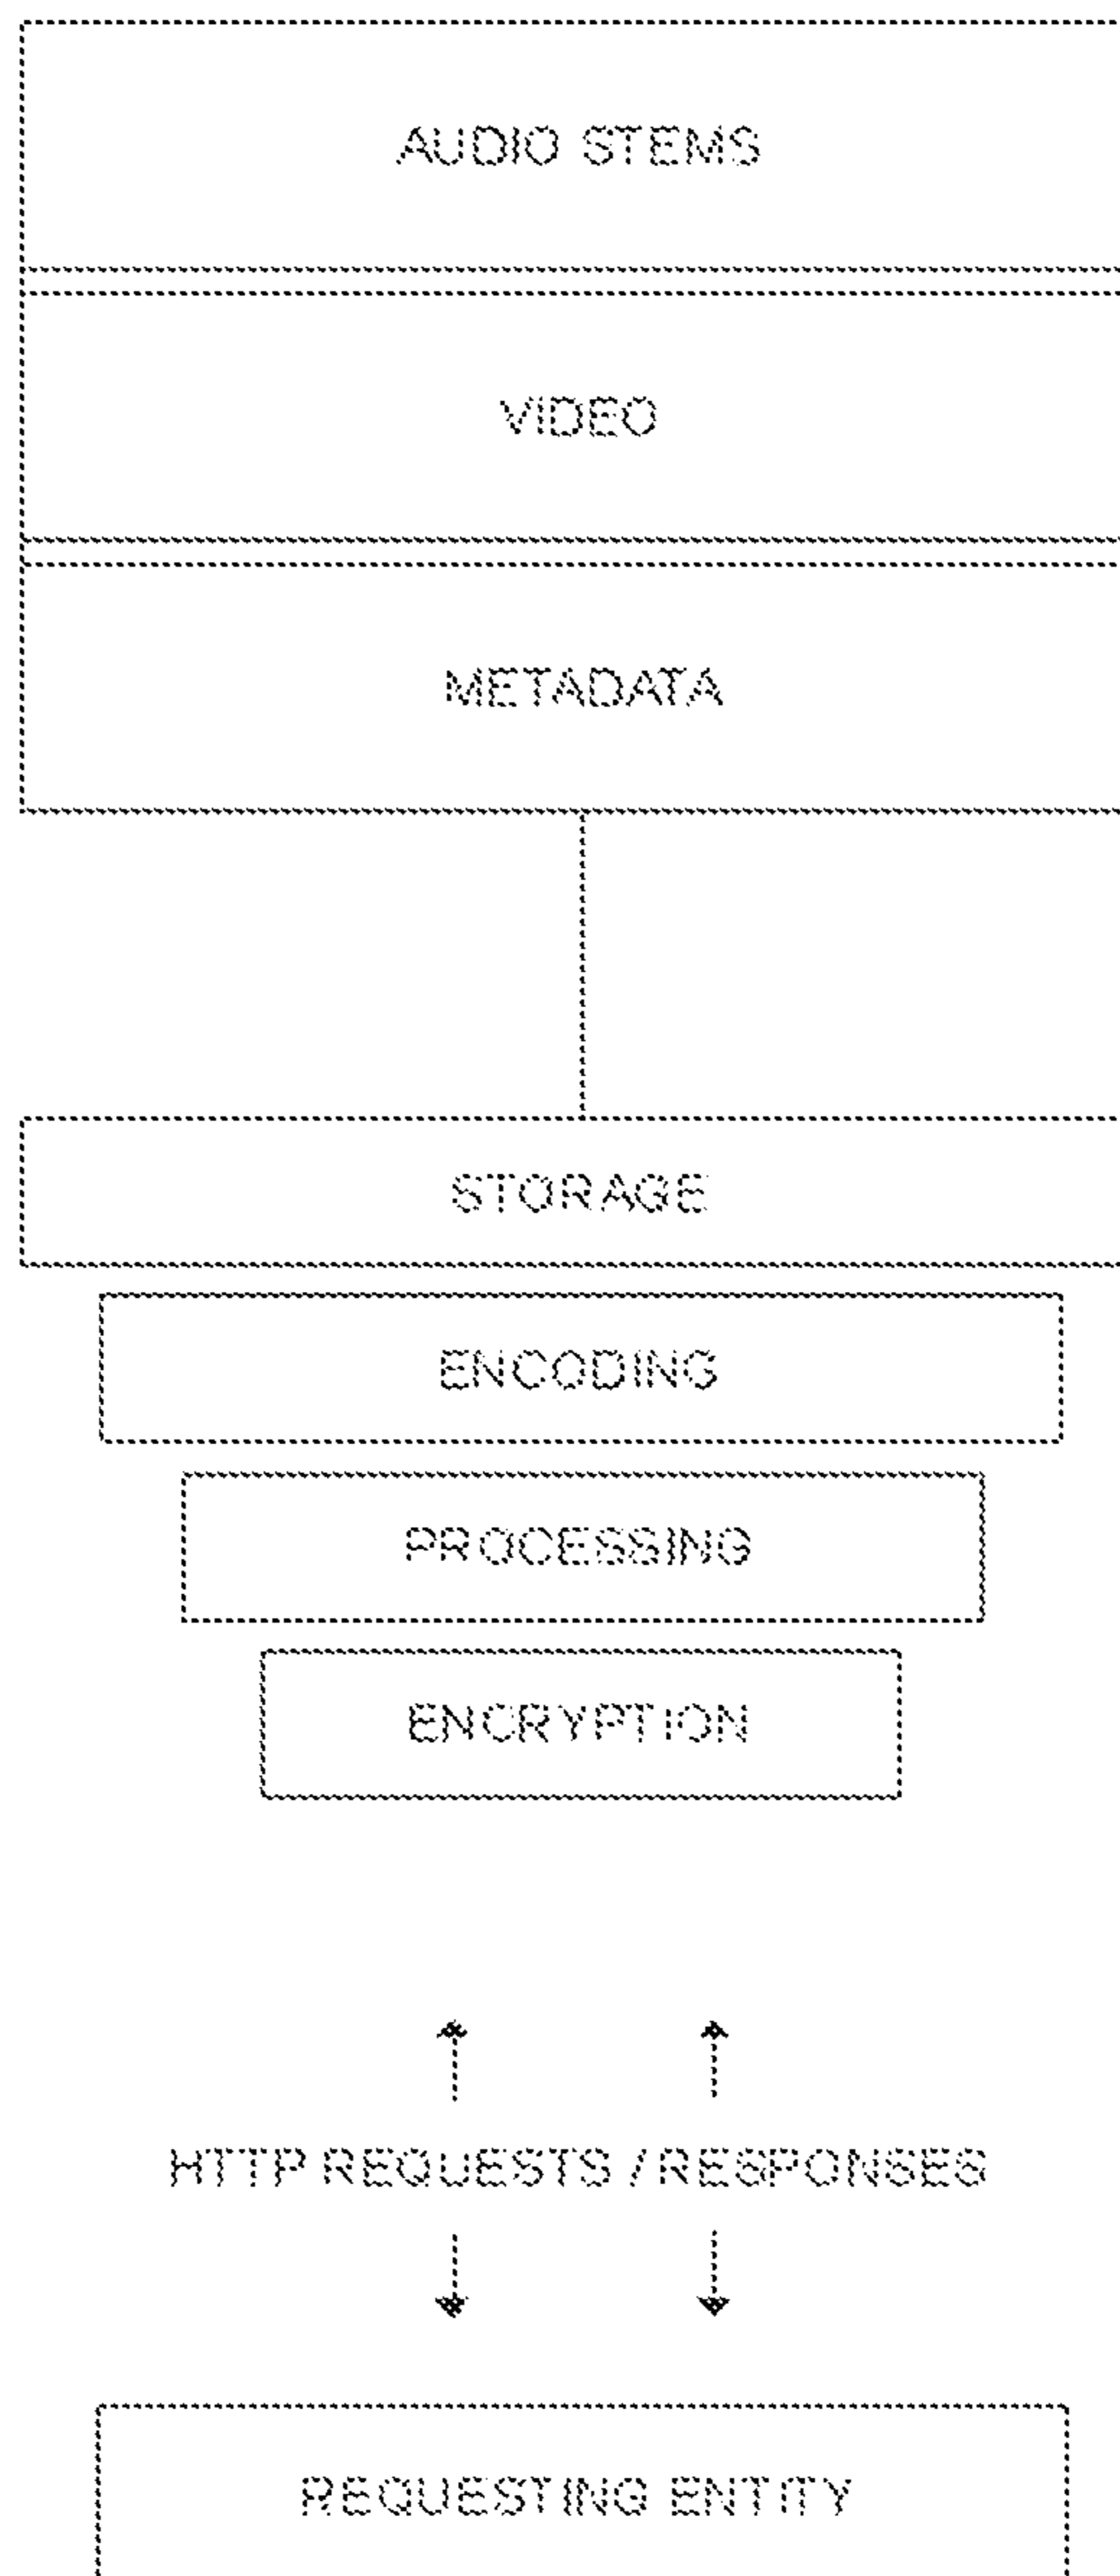 AUDIO STEMS
VIDEO
METADATA
STORAGE
ENCODING
PROCESSING
ENCRYPTION
HTTP REQUESTS / RESPONSES
REQUESTING ENTITY